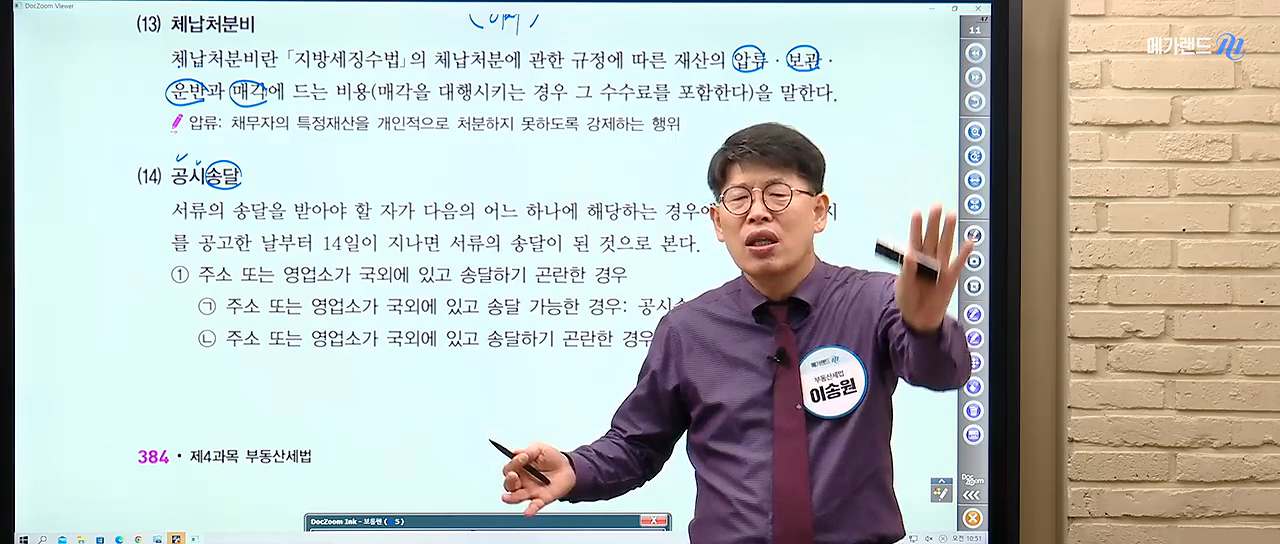 DocZoom Viewer
47
11
(13) 체납처분비
체납처분비란 「지방세징수법」의 체납처분에 관한 규정에 따른 재산의 압류 · 보관 ·
운반과 매각에 드는 비용(매각을 대행시키는 경우 그 수수료를 포함한다)을 말한다.
압류: 채무자의 특정재산을 개인적으로 처분하지 못하도록 강제하는 행위
(14) 공시송달
서류의 송달을 받아야 할 자가 다음의 어느 하나에 해당하는 경우에
를 공고한 날부터 14일이 지나면 서류의 송달이 된 것으로 본다.
① 주소 또는 영업소가 국외에 있고 송달하기 곤란한 경우
㉠ 주소 또는 영업소가 국외에 있고 송달 가능한 경우: 공시
㉡ 주소 또는 영업소가 국외에 있고 송달하기 곤란한 경우
384 • 제4과목 부동산세법
DocZoom Ink - 보통펜 ( 5 )
오전 10:51
메가랜드
메가랜드
부동산세법
이송원